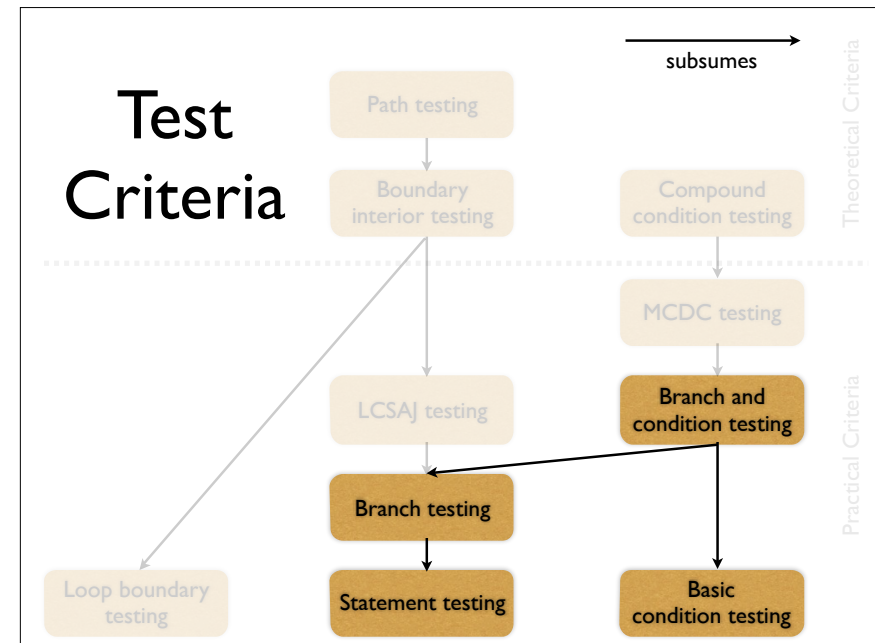 subsumes
Test
Criteria
Path testing
Boundary
interior testing
Compound
condition testing
Theoretical Criteria
MCDC testing
LCSAJ testing
Branch and
condition testing
Branch testing
Practical Criteria
Loop boundary
testing
Statement testing
Basic
condition testing